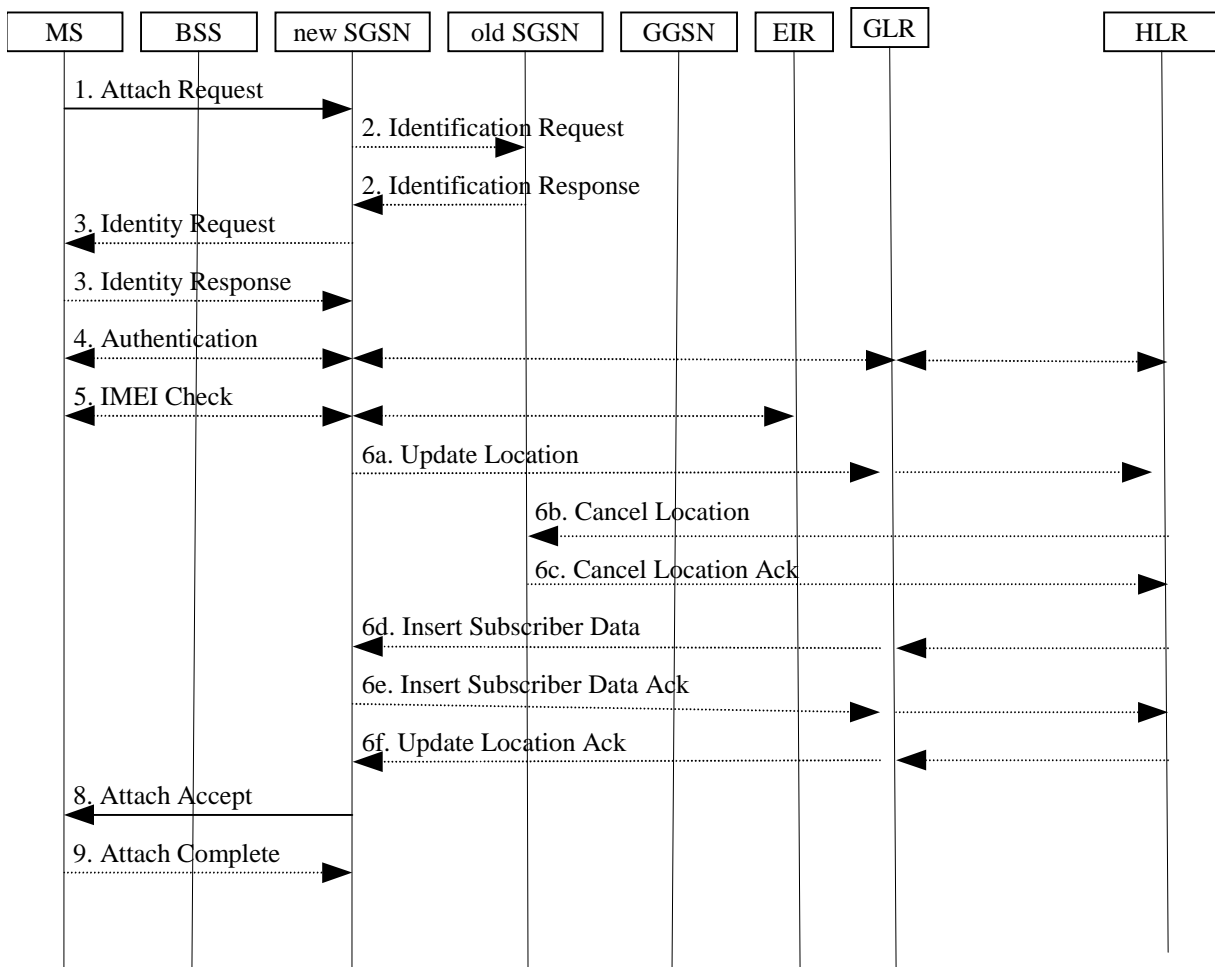 MS
BSS
new SGSN
old SGSN
GGSN
EIR
GLR
HLR
1. Attach Request
2. Identification Request
2. Identification Response
3. Identity Request
3. Identity Response
4. Authentication
5. IMEI Check
6a. Update Location
6b. Cancel Location
6c. Cancel Location Ack
6d. Insert Subscriber Data
6e. Insert Subscriber Data Ack
6f. Update Location Ack
8. Attach Accept
9. Attach Complete